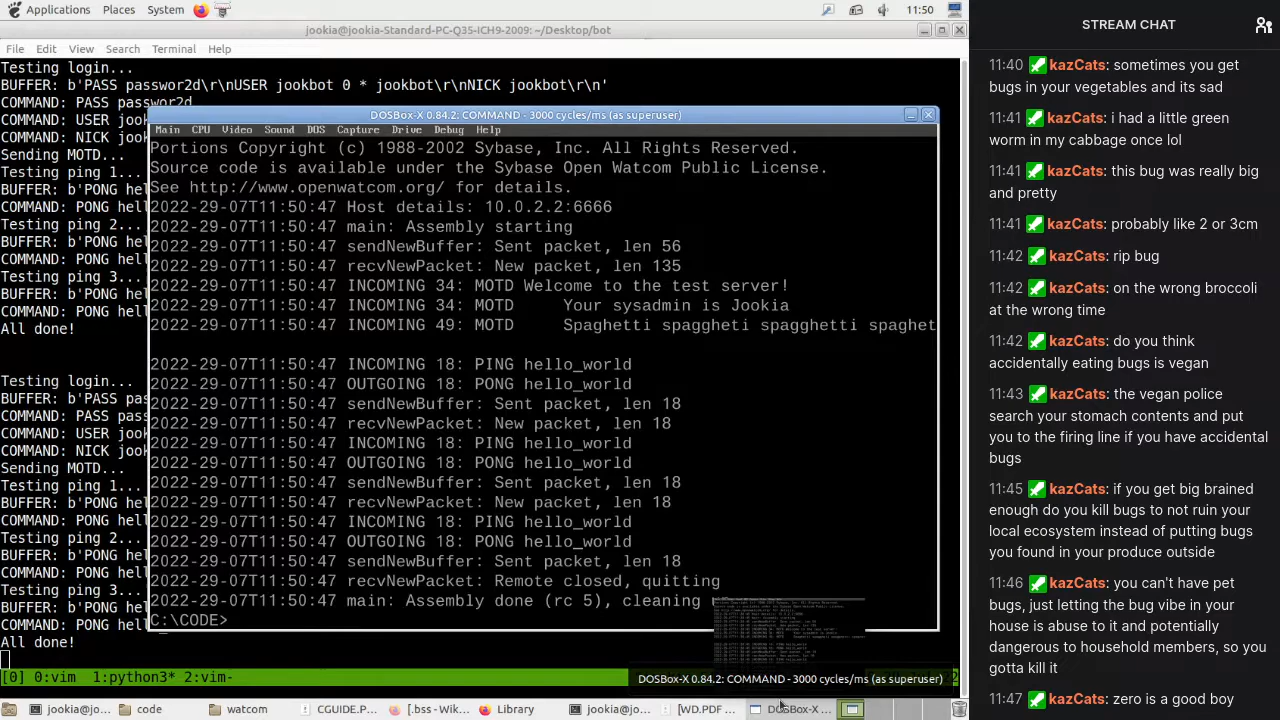 Applications Places System 11:50
jookia@jookia-Standard-PC-Q35-ICH9-2009: ~/Desktop/bot
File Edit View Search Terminal Help
Testing login...
BUFFER: b'PASS passwor2d\r\nUSER jookbot 0 * jookbot\r\nNICK jookbot\r\n'
COMMAND: PASS passwor2d
COMMAND: USER jook
COMMAND: NICK jook
Sending MOTD...
Testing ping 1...
BUFFER: b'PONG hel
COMMAND: PONG hell
Testing ping 2...
BUFFER: b'PONG hel
COMMAND: PONG hell
Testing ping 3...
BUFFER: b'PONG hel
COMMAND: PONG hell
All done!
Testing login...
BUFFER: b'PASS pas
COMMAND: PASS pass
COMMAND: USER jook
COMMAND: NICK jook
Sending MOTD...
Testing ping 1...
BUFFER: b'PONG hel
COMMAND: PONG hell
Testing ping 2...
BUFFER: b'PONG hel
COMMAND: PONG hell
Testing ping 3
BUFFER: b'PONG hel
COMMAND: PONG hell
All
[0] 0:vim 1:python3* 2:vim-
DOSBox-X 0.84.2: COMMAND - 3000 cycles/ms (as superuser)
Main CPU Video Sound DOS Capture Drive Debug Help
Portions Copyright (c) 1988-2002 Sybase, Inc. All Rights Reserved.
Source code is available under the Sybase Open Watcom Public License.
See http://www.openwatcom.org/ for details.
2022-29-07T11:50:47 Host details: 10.0.2.2:6666
2022-29-07T11:50:47 main: Assembly starting
2022-29-07T11:50:47 sendNewBuffer: Sent packet, len 56
2022-29-07T11:50:47 recvNewPacket: New packet, len 135
2022-29-07T11:50:47 INCOMING 34: MOTD Welcome to the test server!
2022-29-07T11:50:47 INCOMING 34: MOTD Your sysadmin is Jookia
2022-29-07T11:50:47 INCOMING 49: MOTD Spaghetti spaggheti spagghetti spaghet
2022-29-07T11:50:47 INCOMING 18: PING hello_world
2022-29-07T11:50:47 OUTGOING 18: PONG hello_world
2022-29-07T11:50:47 sendNewBuffer: Sent packet, len 18
2022-29-07T11:50:47 recvNewPacket: New packet, len 18
2022-29-07T11:50:47 INCOMING 18: PING hello_world
2022-29-07T11:50:47 OUTGOING 18: PONG hello_world
2022-29-07T11:50:47 sendNewBuffer: Sent packet, len 18
2022-29-07T11:50:47 recvNewPacket: New packet, len 18
2022-29-07T11:50:47 INCOMING 18: PING hello_world
2022-29-07T11:50:47 OUTGOING 18: PONG hello_world
2022-29-07T11:50:47 sendNewBuffer: Sent packet, len 18
2022-29-07T11:50:47 recvNewPacket: Remote closed, quitting
2022-29-07T11:50:47 main: Assembly done (rc 5), cleaning
C:\CODE>
DOSBox-X 0.84.2: COMMAND - 3000 cycles/ms (as superuser)
jookia@jo... code watcom CGUIDE.P... [.bss - Wik... Library jookia@jo... [WD.PDF ... DOSBox-X ...
STREAM CHAT
11:40 kazCats: sometimes you get
bugs in your vegetables and its sad
11:41 kazCats: i had a little green
worm in my cabbage once lol
11:41 kazCats: this bug was really big
and pretty
11:41 kazCats: probably like 2 or 3cm
11:42 kazCats: rip bug
11:42 kazCats: on the wrong broccoli
at the wrong time
11:42 kazCats: do you think
accidentally eating bugs is vegan
11:43 kazCats: the vegan police
search your stomach contents and put
you to the firing line if you have accidental
bugs
11:45 kazCats: if you get big brained
enough do you kill bugs to not ruin your
local ecosystem instead of putting bugs
you found in your produce outside
11:46 kazCats: you can't have pet
bugs, just letting the bug vibe in your
house is abuse to it and potentially
dangerous to household members, so you
gotta kill it
11:47 kazCats: zero is a good boy